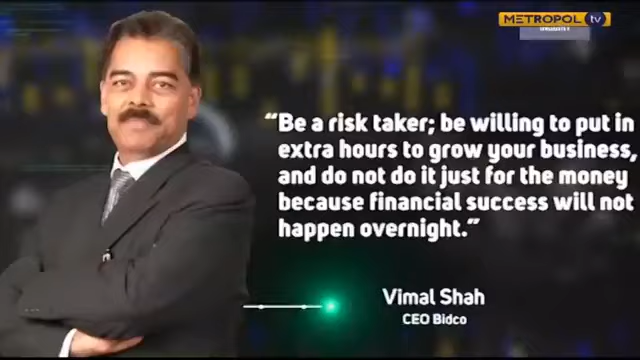 METROPOL tv
“Be a risk taker; be willing to put in
extra hours to grow your business,
and do not do it just for the money
because financial success will not
happen overnight.”
Vimal Shah
CEO Bidco